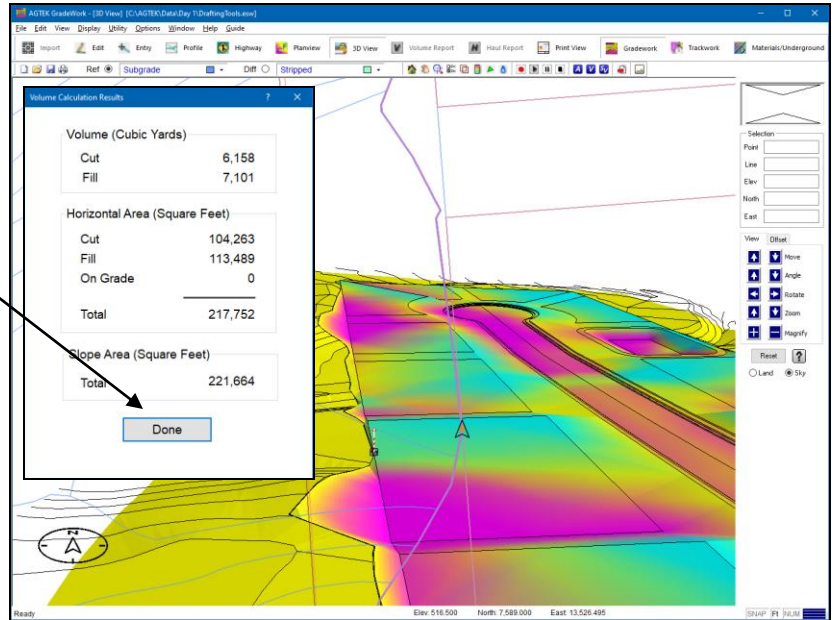 AGTEK GradeWork - [3D View] [C:\AGTEK\Data\Day 1\DraftingTools.esw]
File Edit View Display Utility Options Window Help Guide
Import Edit Entry Profile Highway Planview 3D View Volume Report Haul Report Print View Gradework Trackwork Materials/Underground
Ref Subgrade Diff Stripped
Volume Calculation Results ? X
Volume (Cubic Yards)
Cut 6,158
Fill 7,101
Horizontal Area (Square Feet)
Cut 104,263
Fill 113,489
On Grade 0
Total 217,752
Slope Area (Square Feet)
Total 221,664
Done
N
Selection
Point
Line
Elev
North
East
View Offset
Move
Angle
Rotate
Zoom
Magnify
Reset ?
Land Sky
Ready Elev: 516.500 North: 7,589.000 East: 13,526.495 SNAP Ft NUM